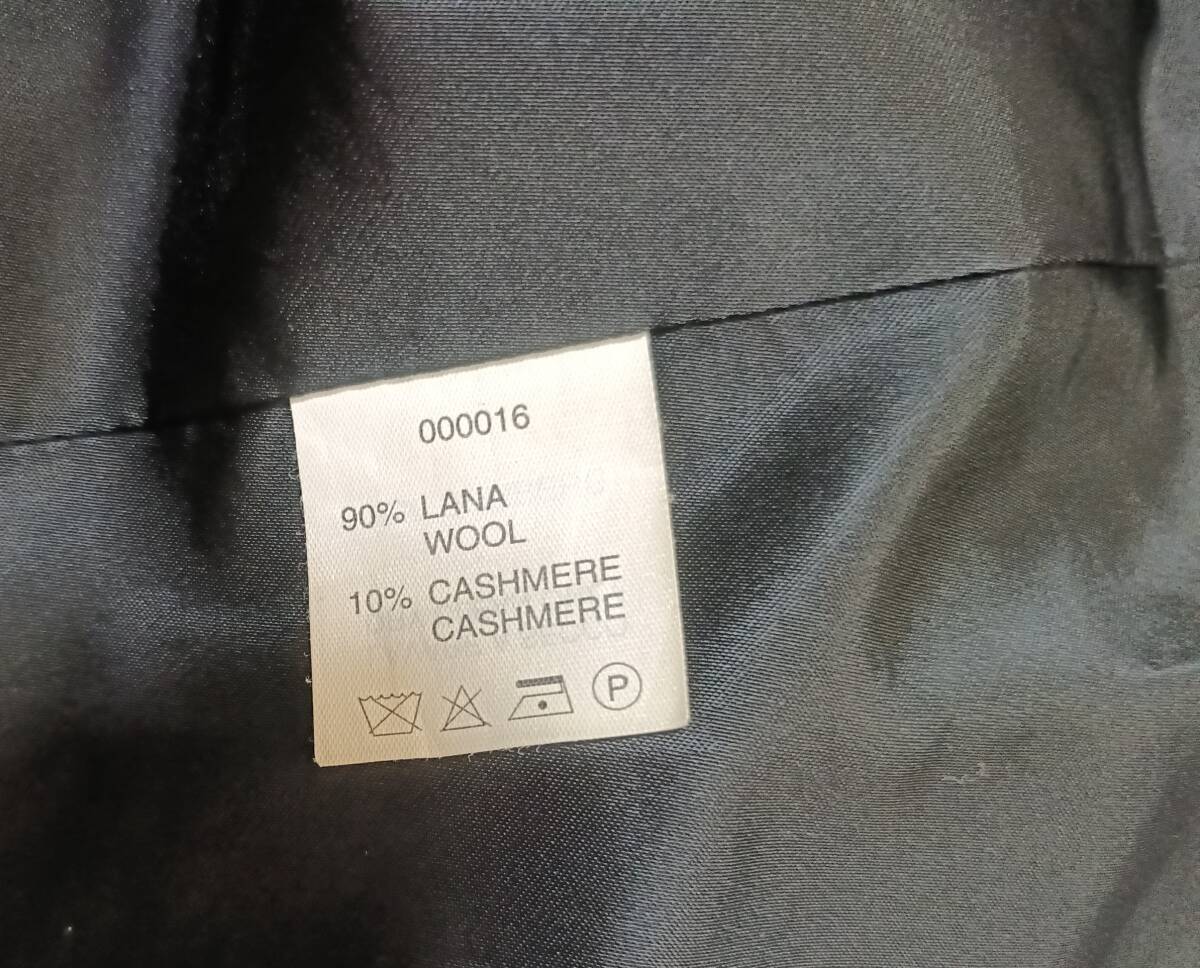 000016
90% LANA
WOOL
10% CASHMERE
CASHMERE
P